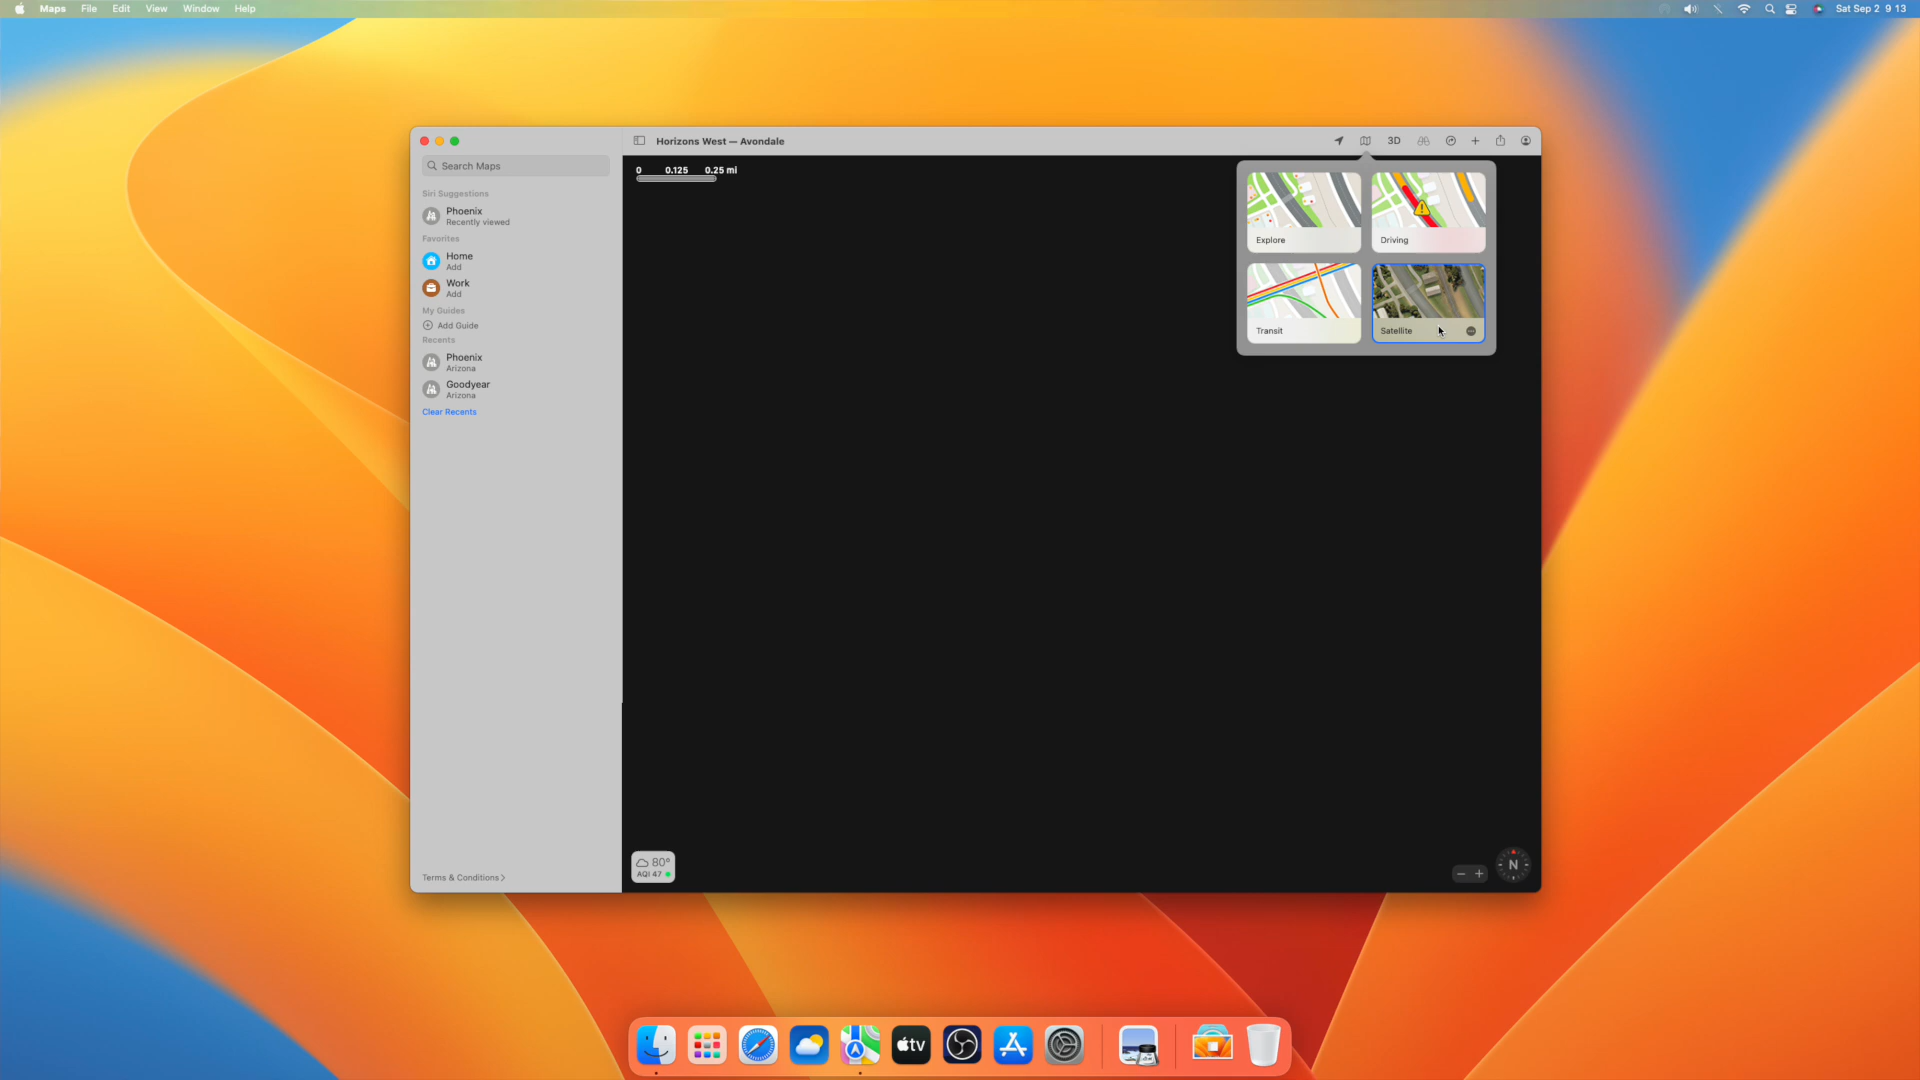 Maps File Edit View Window Help
Sat Sep 2 9 13
Horizons West — Avondale
3D
Search Maps
Siri Suggestions
Phoenix
Recently viewed
Favorites
Home
Add
Work
Add
My Guides
Add Guide
Recents
Phoenix
Arizona
Goodyear
Arizona
Clear Recents
Terms & Conditions
0 0.125 0.25 mi
Explore
Driving
Transit
Satellite
80°
AQI 47
N
tv